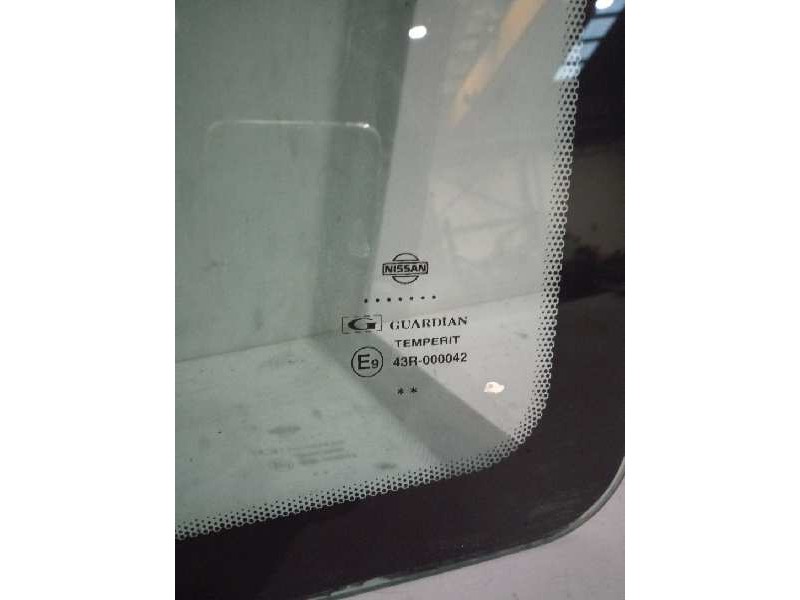 NISSAN
. . . . . . .
G GUARDIAN
TEMPERIT
E9 43R-000042
* *